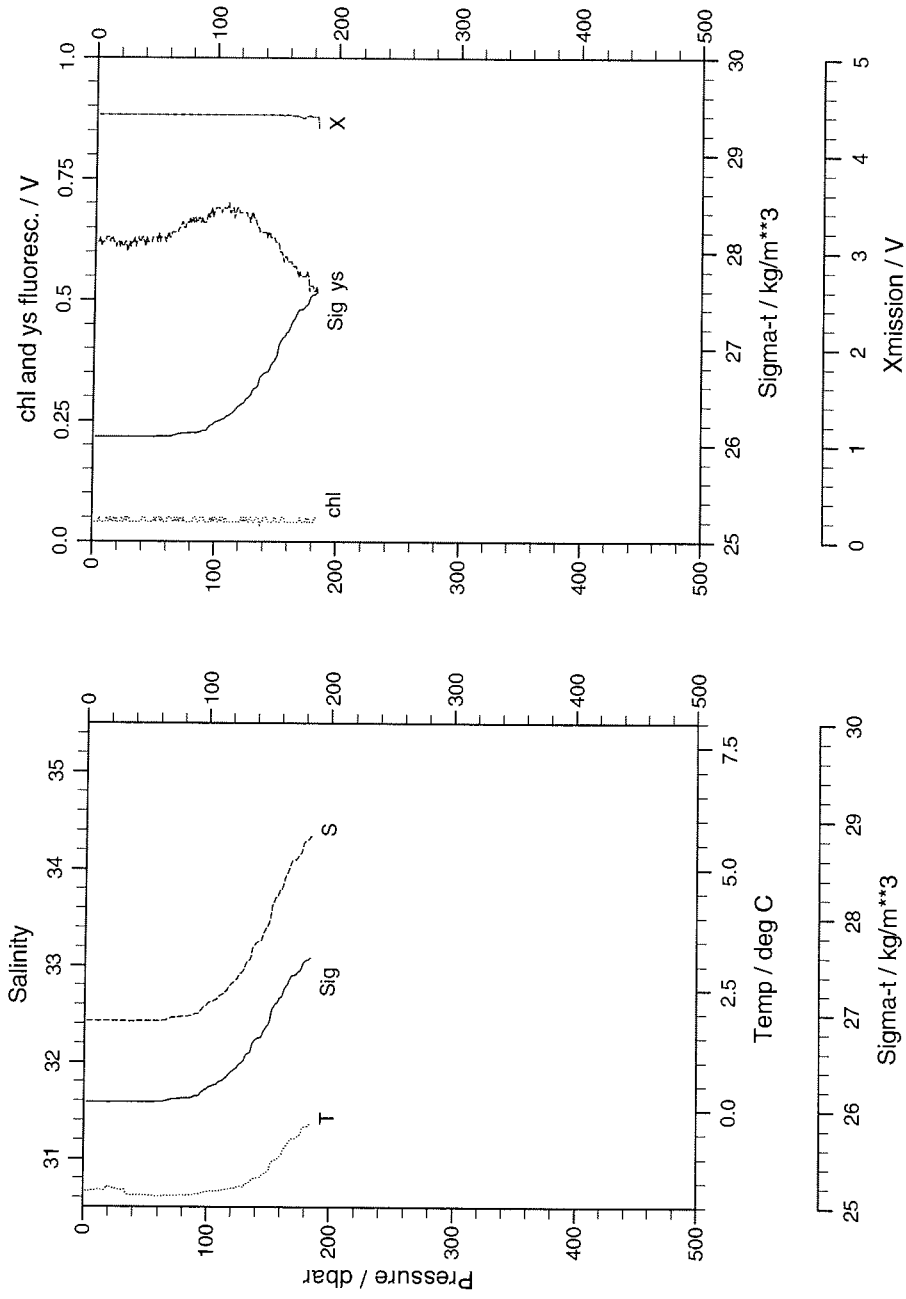 Salinity
31 32 33 34 35
0 100 200 300 400 500
Pressure / dbar
T
Sig
S
0 100 200 300 400 500
0.0 2.5 5.0 7.5
Temp / deg C
25 26 27 28 29 30
Sigma-t / kg/m**3
chl and ys fluoresc. / V
0.0 0.25 0.5 0.75 1.0
0 100 200 300 400 500
chl
Sig ys
X
0 100 200 300 400 500
25 26 27 28 29 30
Sigma-t / kg/m**3
0 1 2 3 4 5
Xmission / V